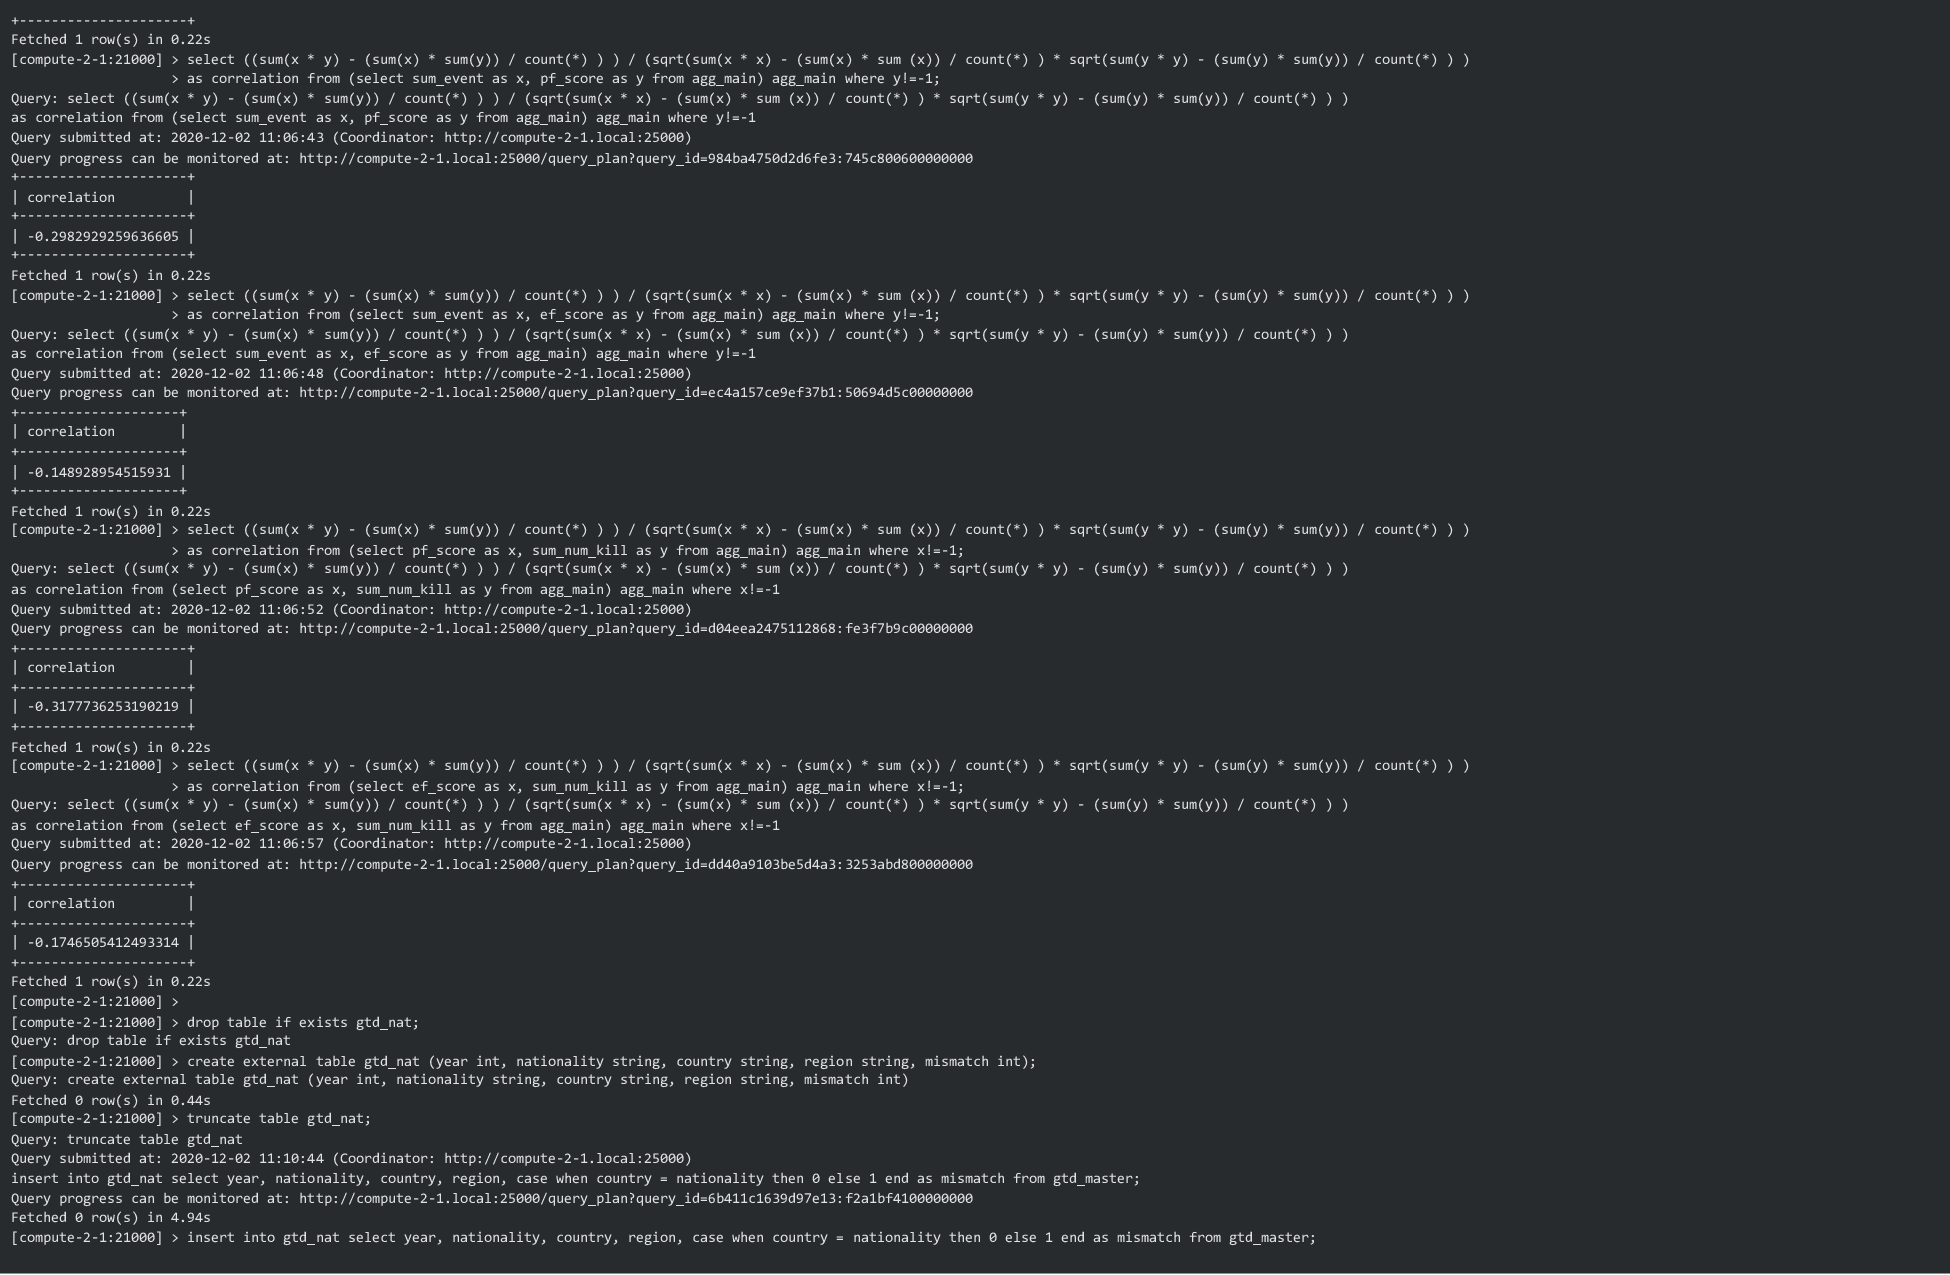 +---------------------+
Fetched 1 row(s) in 0.22s
[compute-2-1:21000] > select ((sum(x * y) - (sum(x) * sum(y)) / count(*) ) ) / (sqrt(sum(x * x) - (sum(x) * sum (x)) / count(*) ) * sqrt(sum(y * y) - (sum(y) * sum(y)) / count(*) ) )
                    > as correlation from (select sum_event as x, pf_score as y from agg_main) agg_main where y!=-1;
Query: select ((sum(x * y) - (sum(x) * sum(y)) / count(*) ) ) / (sqrt(sum(x * x) - (sum(x) * sum (x)) / count(*) ) * sqrt(sum(y * y) - (sum(y) * sum(y)) / count(*) ) )
as correlation from (select sum_event as x, pf_score as y from agg_main) agg_main where y!=-1
Query submitted at: 2020-12-02 11:06:43 (Coordinator: http://compute-2-1.local:25000)
Query progress can be monitored at: http://compute-2-1.local:25000/query_plan?query_id=984ba4750d2d6fe3:745c800600000000
+---------------------+
| correlation         |
+---------------------+
| -0.2982929259636605 |
+---------------------+
Fetched 1 row(s) in 0.22s
[compute-2-1:21000] > select ((sum(x * y) - (sum(x) * sum(y)) / count(*) ) ) / (sqrt(sum(x * x) - (sum(x) * sum (x)) / count(*) ) * sqrt(sum(y * y) - (sum(y) * sum(y)) / count(*) ) )
                    > as correlation from (select sum_event as x, ef_score as y from agg_main) agg_main where y!=-1;
Query: select ((sum(x * y) - (sum(x) * sum(y)) / count(*) ) ) / (sqrt(sum(x * x) - (sum(x) * sum (x)) / count(*) ) * sqrt(sum(y * y) - (sum(y) * sum(y)) / count(*) ) )
as correlation from (select sum_event as x, ef_score as y from agg_main) agg_main where y!=-1
Query submitted at: 2020-12-02 11:06:48 (Coordinator: http://compute-2-1.local:25000)
Query progress can be monitored at: http://compute-2-1.local:25000/query_plan?query_id=ec4a157ce9ef37b1:50694d5c00000000
+--------------------+
| correlation        |
+--------------------+
| -0.148928954515931 |
+--------------------+
Fetched 1 row(s) in 0.22s
[compute-2-1:21000] > select ((sum(x * y) - (sum(x) * sum(y)) / count(*) ) ) / (sqrt(sum(x * x) - (sum(x) * sum (x)) / count(*) ) * sqrt(sum(y * y) - (sum(y) * sum(y)) / count(*) ) )
                    > as correlation from (select pf_score as x, sum_num_kill as y from agg_main) agg_main where x!=-1;
Query: select ((sum(x * y) - (sum(x) * sum(y)) / count(*) ) ) / (sqrt(sum(x * x) - (sum(x) * sum (x)) / count(*) ) * sqrt(sum(y * y) - (sum(y) * sum(y)) / count(*) ) )
as correlation from (select pf_score as x, sum_num_kill as y from agg_main) agg_main where x!=-1
Query submitted at: 2020-12-02 11:06:52 (Coordinator: http://compute-2-1.local:25000)
Query progress can be monitored at: http://compute-2-1.local:25000/query_plan?query_id=d04eea2475112868:fe3f7b9c00000000
+---------------------+
| correlation         |
+---------------------+
| -0.3177736253190219 |
+---------------------+
Fetched 1 row(s) in 0.22s
[compute-2-1:21000] > select ((sum(x * y) - (sum(x) * sum(y)) / count(*) ) ) / (sqrt(sum(x * x) - (sum(x) * sum (x)) / count(*) ) * sqrt(sum(y * y) - (sum(y) * sum(y)) / count(*) ) )
                    > as correlation from (select ef_score as x, sum_num_kill as y from agg_main) agg_main where x!=-1;
Query: select ((sum(x * y) - (sum(x) * sum(y)) / count(*) ) ) / (sqrt(sum(x * x) - (sum(x) * sum (x)) / count(*) ) * sqrt(sum(y * y) - (sum(y) * sum(y)) / count(*) ) )
as correlation from (select ef_score as x, sum_num_kill as y from agg_main) agg_main where x!=-1
Query submitted at: 2020-12-02 11:06:57 (Coordinator: http://compute-2-1.local:25000)
Query progress can be monitored at: http://compute-2-1.local:25000/query_plan?query_id=dd40a9103be5d4a3:3253abd800000000
+---------------------+
| correlation         |
+---------------------+
| -0.1746505412493314 |
+---------------------+
Fetched 1 row(s) in 0.22s
[compute-2-1:21000] >
[compute-2-1:21000] > drop table if exists gtd_nat;
Query: drop table if exists gtd_nat
[compute-2-1:21000] > create external table gtd_nat (year int, nationality string, country string, region string, mismatch int);
Query: create external table gtd_nat (year int, nationality string, country string, region string, mismatch int)
Fetched 0 row(s) in 0.44s
[compute-2-1:21000] > truncate table gtd_nat;
Query: truncate table gtd_nat
Query submitted at: 2020-12-02 11:10:44 (Coordinator: http://compute-2-1.local:25000)
insert into gtd_nat select year, nationality, country, region, case when country = nationality then 0 else 1 end as mismatch from gtd_master;
Query progress can be monitored at: http://compute-2-1.local:25000/query_plan?query_id=6b411c1639d97e13:f2a1bf4100000000
Fetched 0 row(s) in 4.94s
[compute-2-1:21000] > insert into gtd_nat select year, nationality, country, region, case when country = nationality then 0 else 1 end as mismatch from gtd_master;